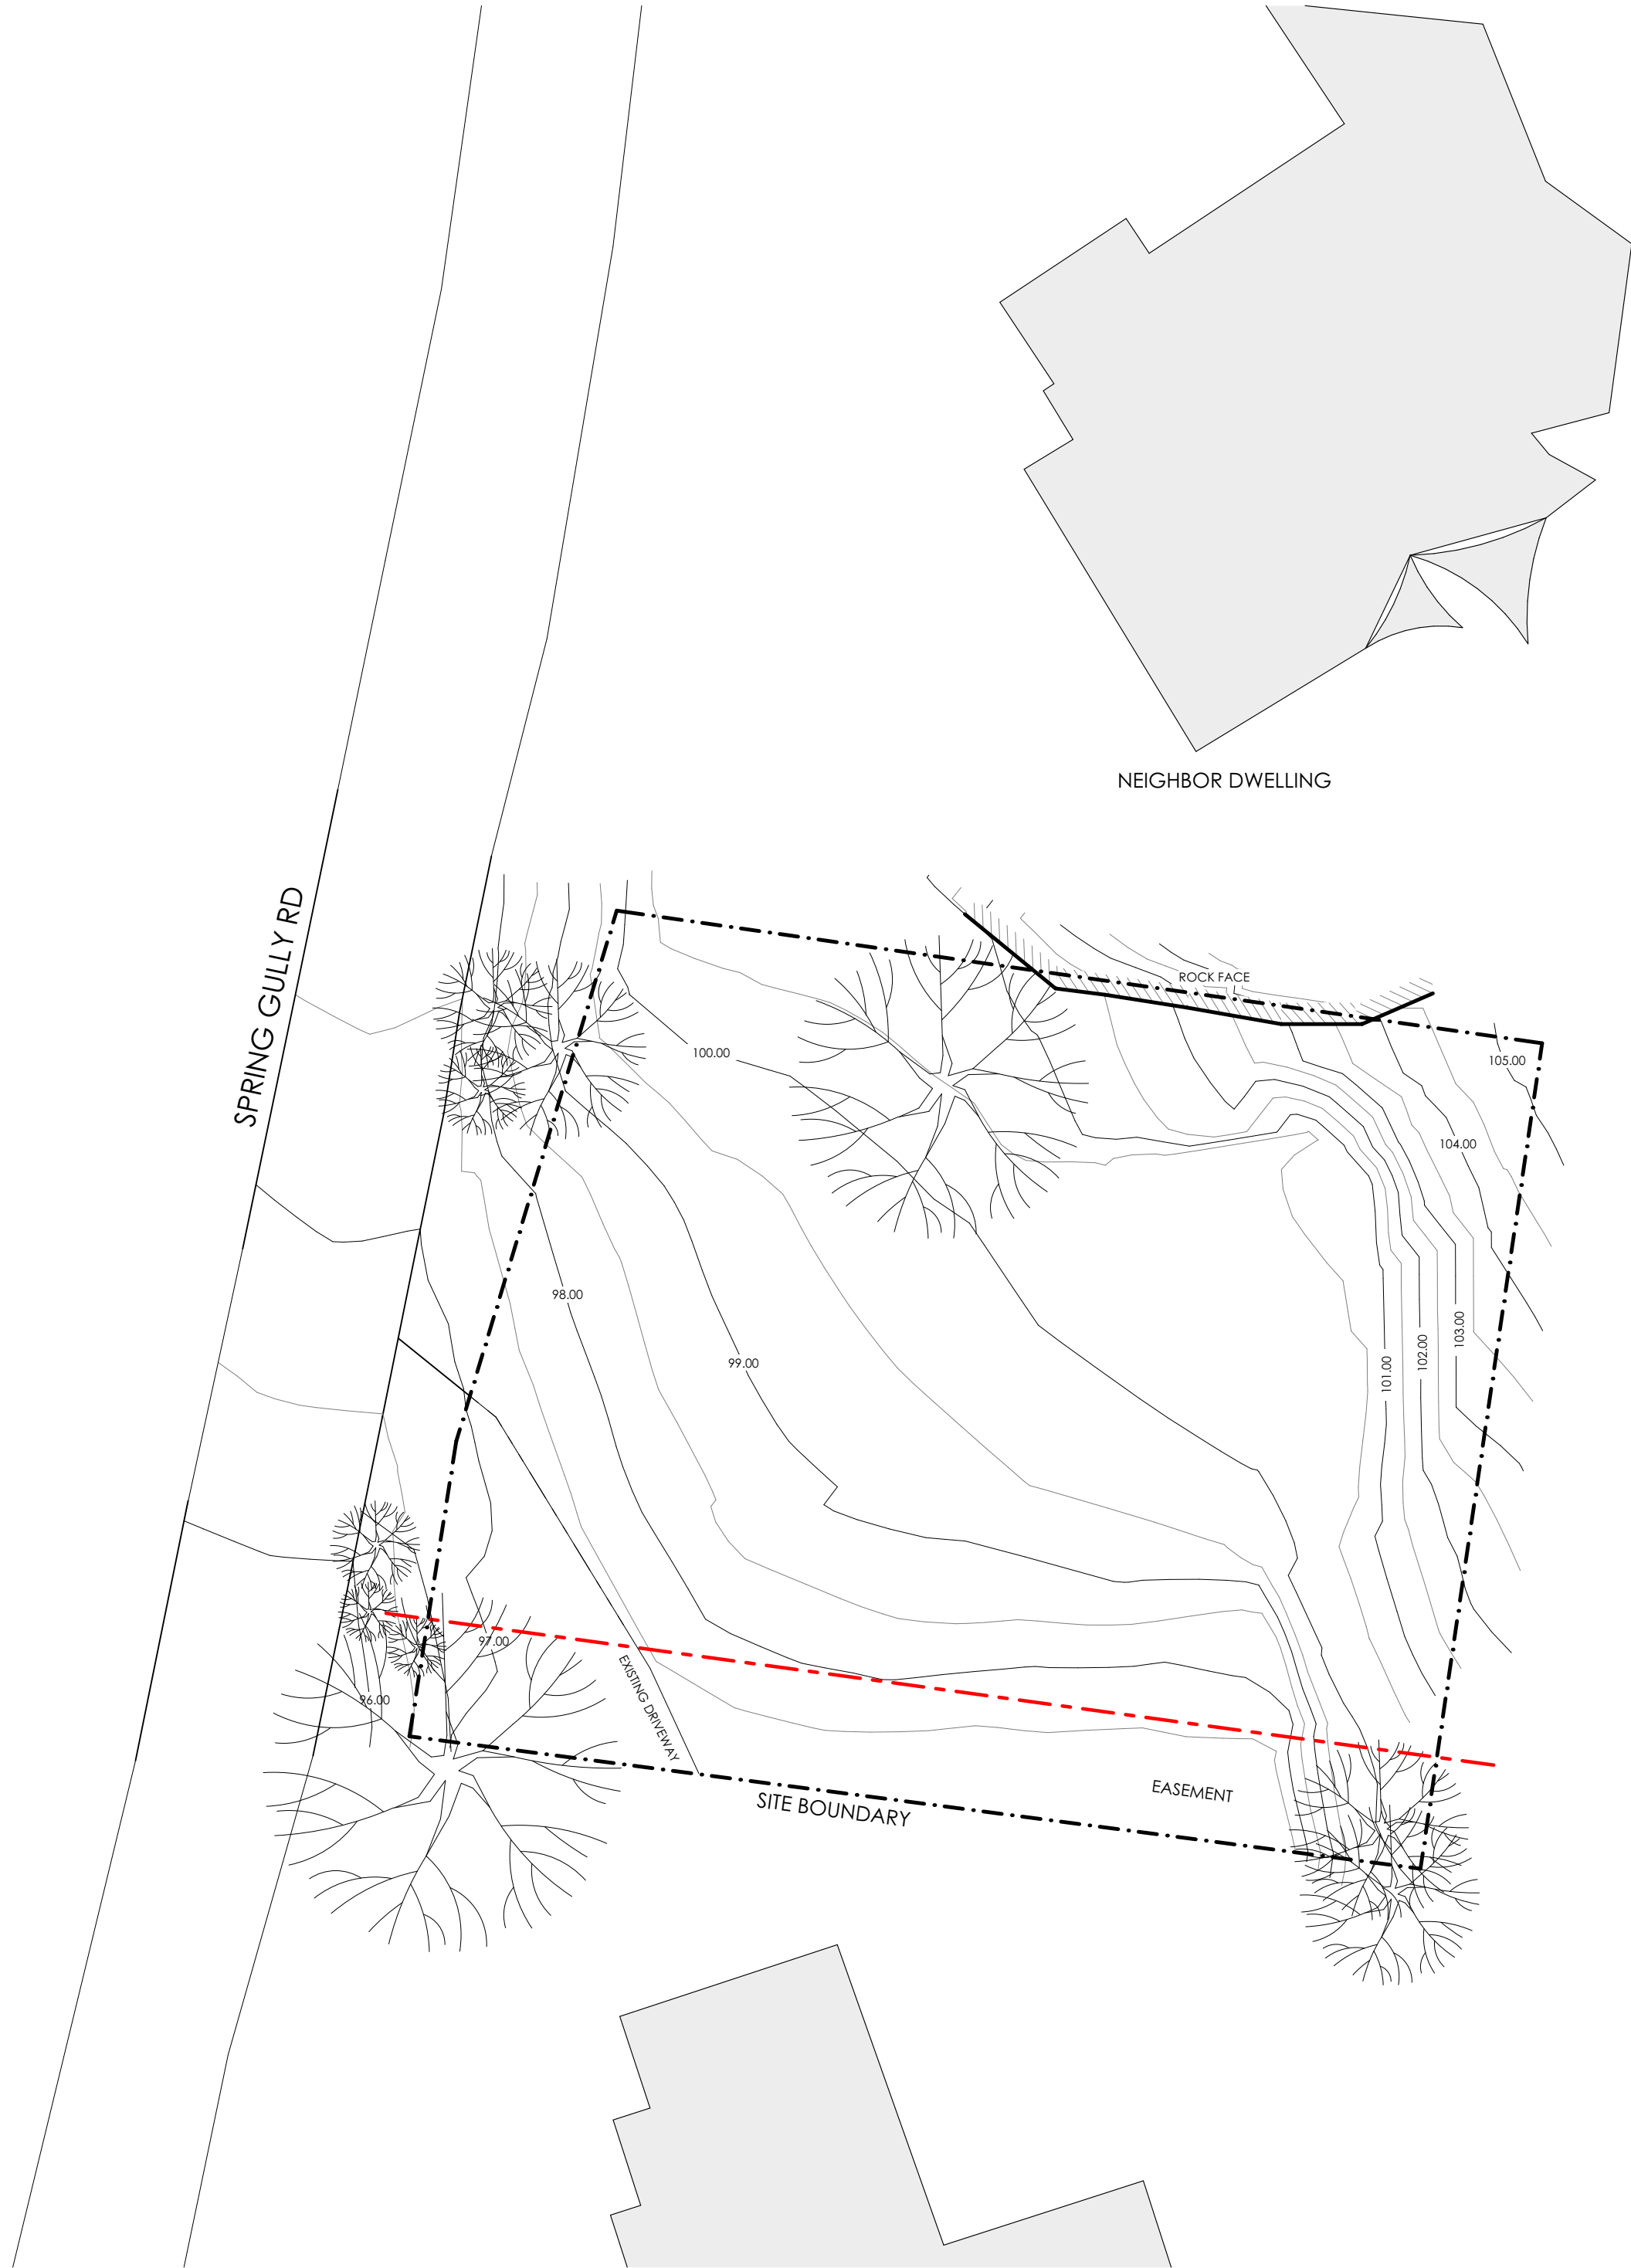 NEIGHBOR DWELLING
SPRING GULLY RD
ROCK FACE
100.00
105.00
104.00
98.00
99.00
101.00
102.00
103.00
97.00
96.00
EXISTING DRIVEWAY
EASEMENT
SITE BOUNDARY